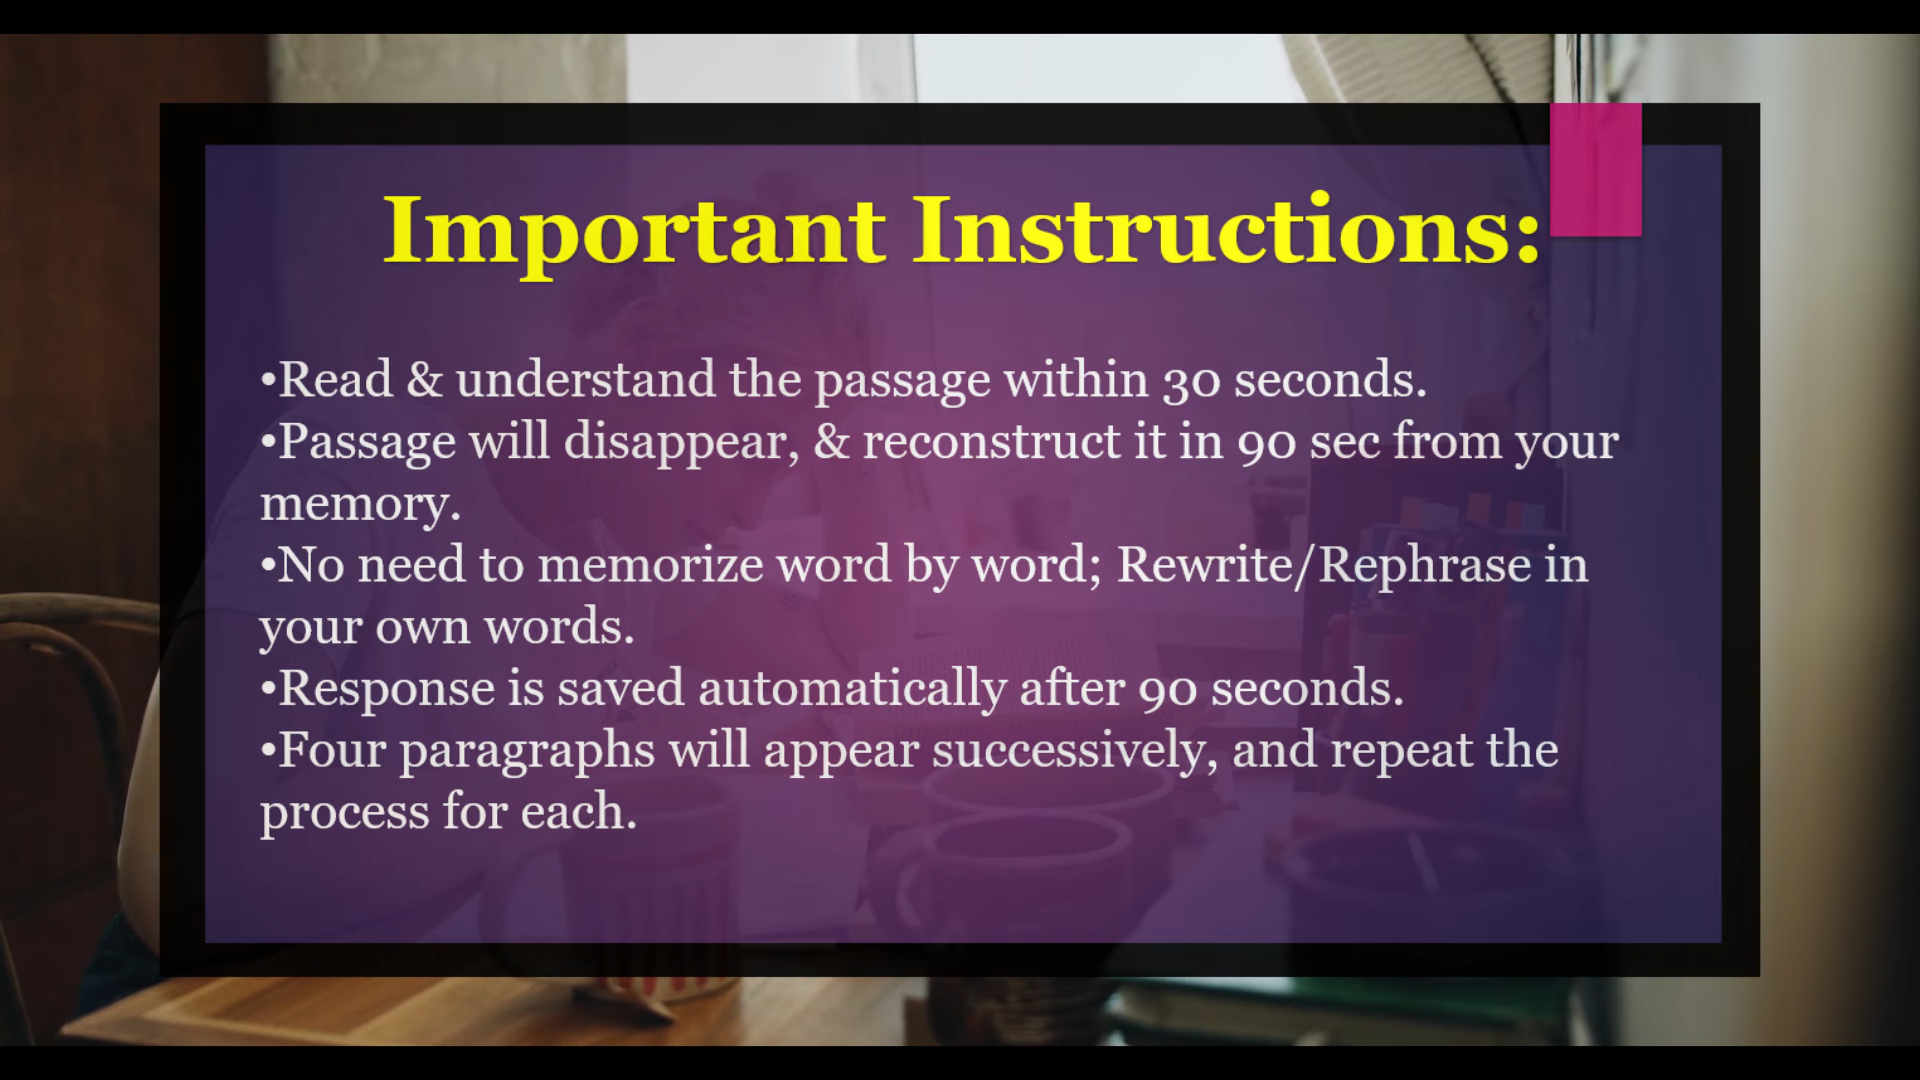 Important Instructions:
•Read & understand the passage within 30 seconds.
•Passage will disappear, & reconstruct it in 90 sec from your
memory.
•No need to memorize word by word; Rewrite/Rephrase in
your own words.
•Response is saved automatically after 90 seconds.
•Four paragraphs will appear successively, and repeat the
process for each.